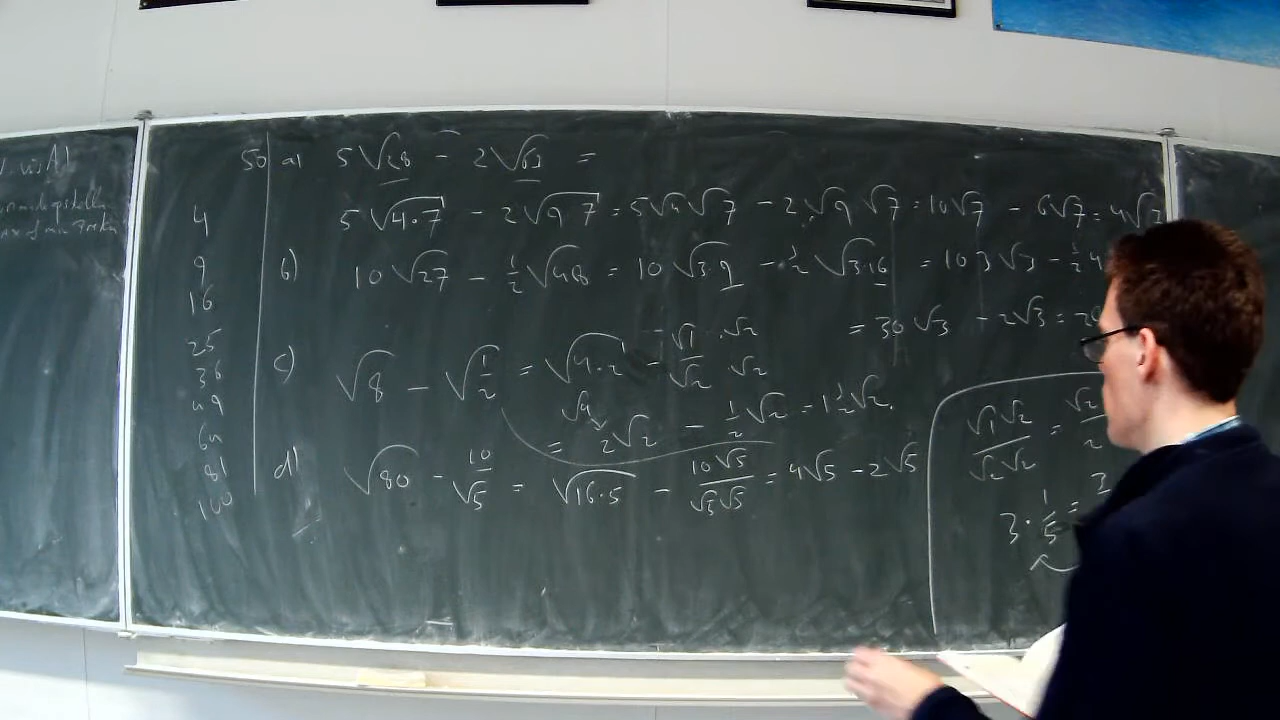 50 a) 5√28 - 2√63 =
5√4·7 - 2√9 7 = 5√4√7 - 2√9 √7 = 10√7 - 6√7 = 4√7
b) 10√27 - ½√48 = 10√3·9 - ½√3·16 = 10 3√3 - ½ 4
= 30√3 - 2√3 = 28
c) √8 - √½ = √4·2 - √1/√2 · √2/√2
√4
= 2√2 - ½√2 = 1½√2.
d) √80 - 10/√5 = √16·5 - 10√5/√5√5 = 4√5 - 2√5
4
9
16
25
36
49
64
81
100
√1√2/√2√2 = √2/2
3·1/5 = 3